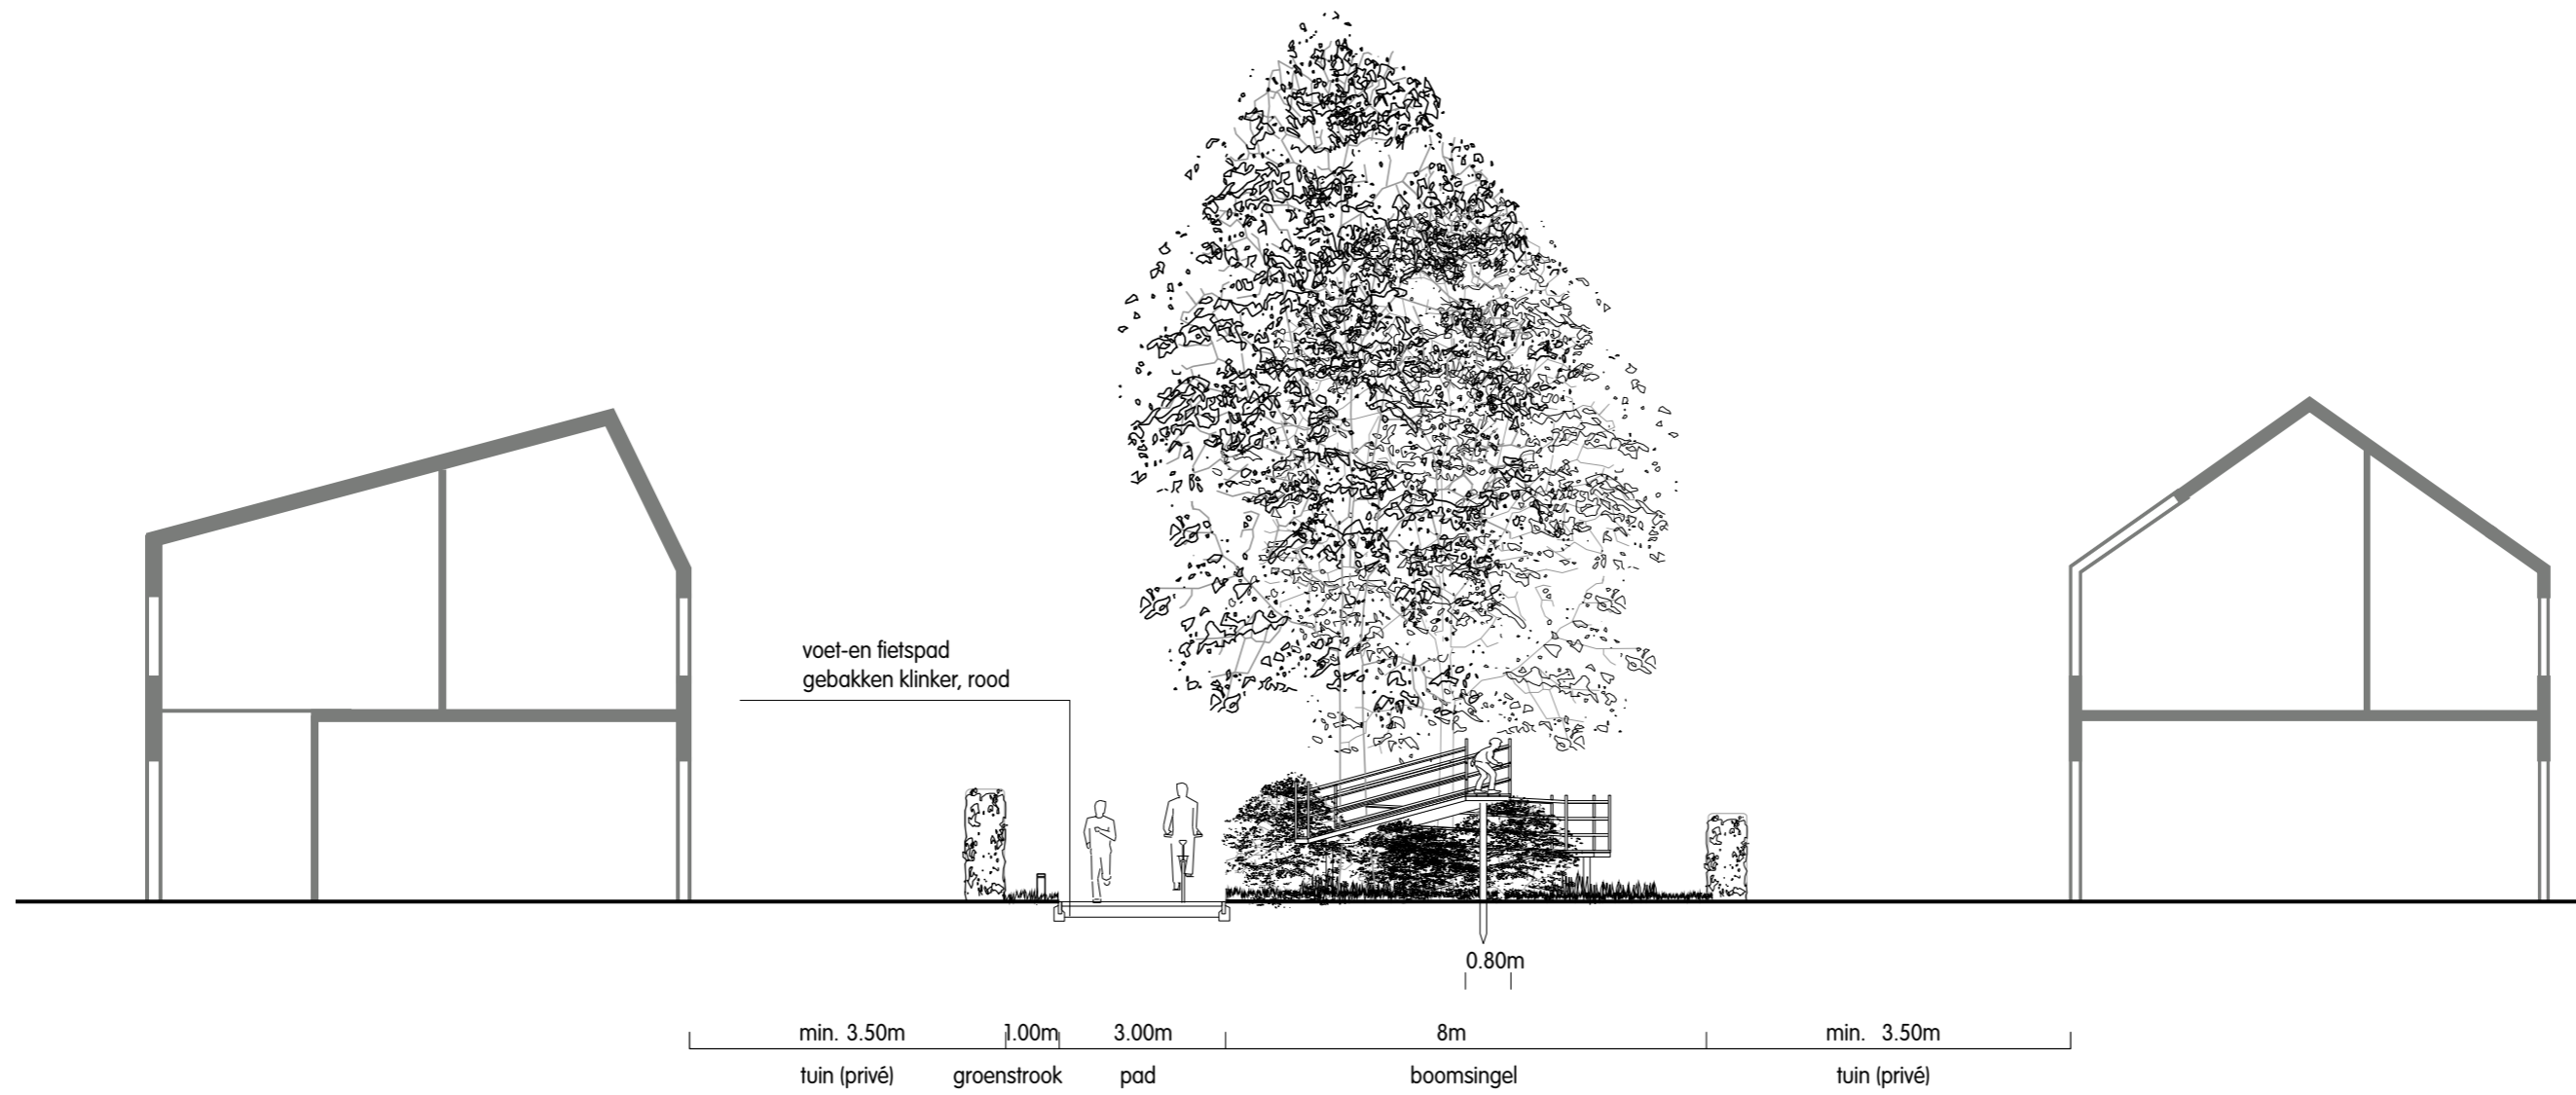 voet-en fietspad
gebakken klinker, rood
0.80m
min. 3.50m 1.00m 3.00m 8m min. 3.50m
tuin (privé) groenstrook pad boomsingel tuin (privé)